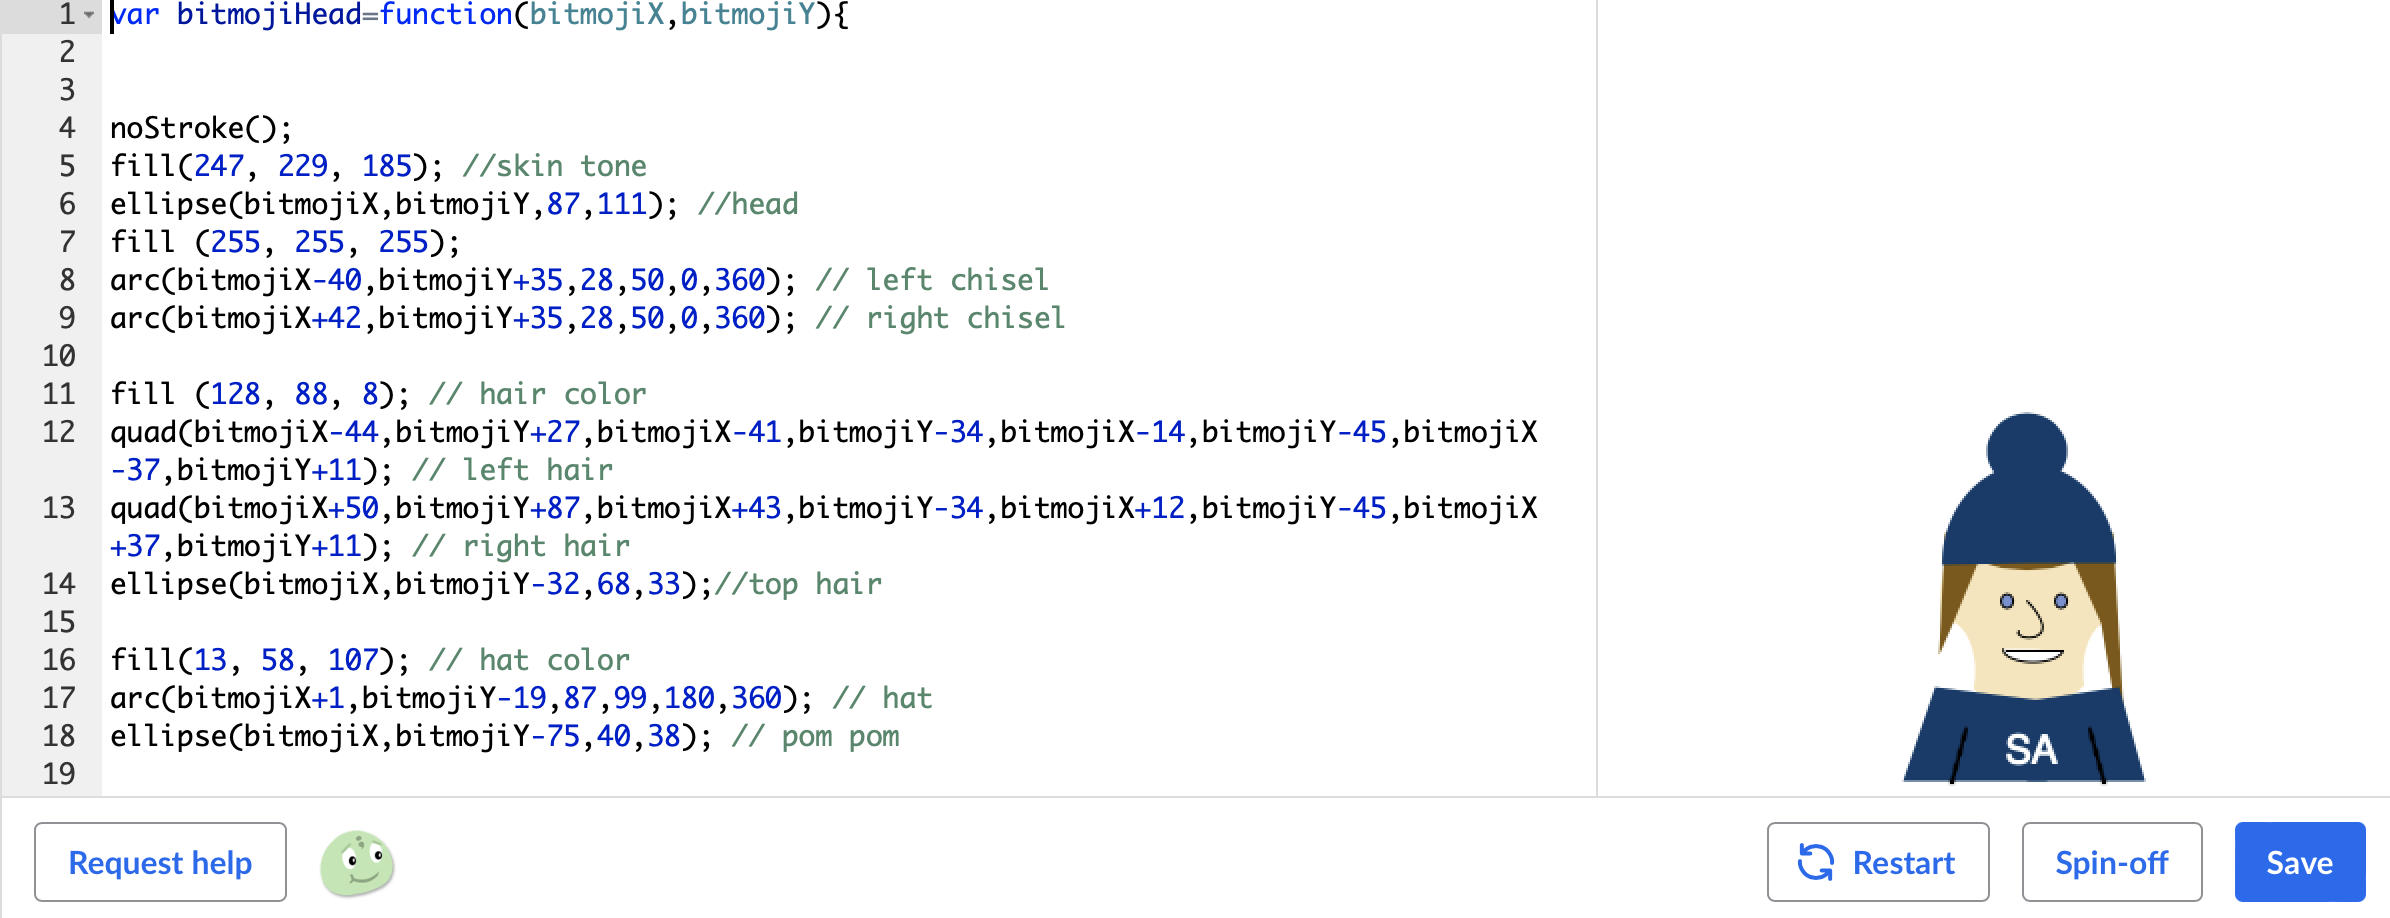 1 var bitmojiHead=function(bitmojiX,bitmojiY){
2
3
4 noStroke();
5 fill(247, 229, 185); //skin tone
6 ellipse(bitmojiX,bitmojiY,87,111); //head
7 fill (255, 255, 255);
8 arc(bitmojiX-40,bitmojiY+35,28,50,0,360); // left chisel
9 arc(bitmojiX+42,bitmojiY+35,28,50,0,360); // right chisel
10
11 fill (128, 88, 8); // hair color
12 quad(bitmojiX-44,bitmojiY+27,bitmojiX-41,bitmojiY-34,bitmojiX-14,bitmojiY-45,bitmojiX
-37,bitmojiY+11); // left hair
13 quad(bitmojiX+50,bitmojiY+87,bitmojiX+43,bitmojiY-34,bitmojiX+12,bitmojiY-45,bitmojiX
+37,bitmojiY+11); // right hair
14 ellipse(bitmojiX,bitmojiY-32,68,33);//top hair
15
16 fill(13, 58, 107); // hat color
17 arc(bitmojiX+1,bitmojiY-19,87,99,180,360); // hat
18 ellipse(bitmojiX,bitmojiY-75,40,38); // pom pom
19
SA
Request help
Restart
Spin-off
Save